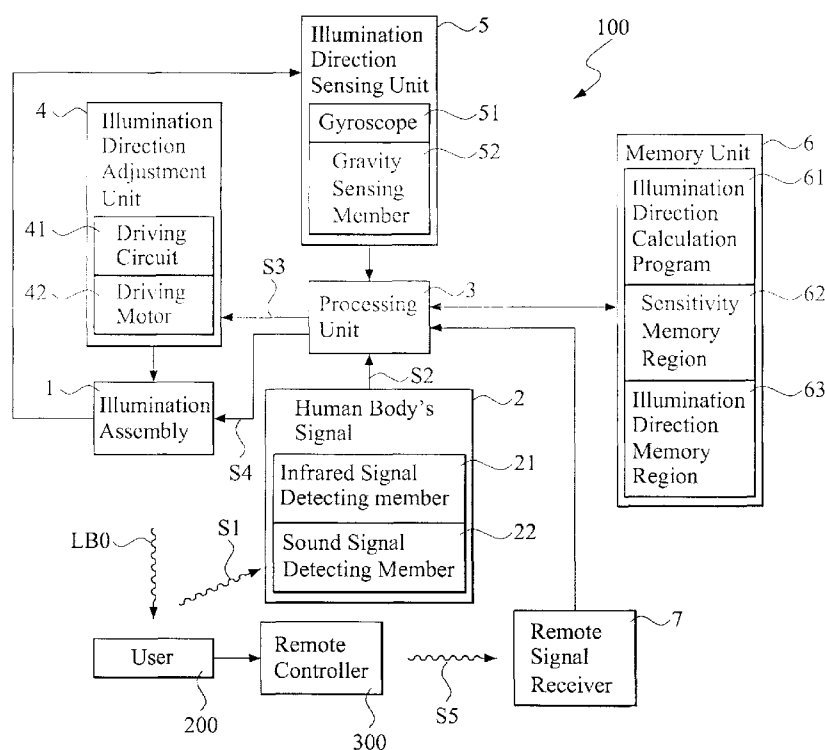 100
5
Illumination
Direction
Sensing Unit
51
Gyroscope
52
Gravity
Sensing
Member
4
Illumination
Direction
Adjustment
Unit
41
Driving
Circuit
42
Driving
Motor
6
Memory Unit
61
Illumination
Direction
Calculation
Program
62
Sensitivity
Memory
Region
63
Illumination
Direction
Memory
Region
S3
3
Processing
Unit
S2
1
Illumination
Assembly
S4
2
Human Body's
Signal
21
Infrared Signal
Detecting member
22
Sound Signal
Detecting Member
LB0
S1
User
200
Remote
Controller
300
S5
7
Remote
Signal
Receiver